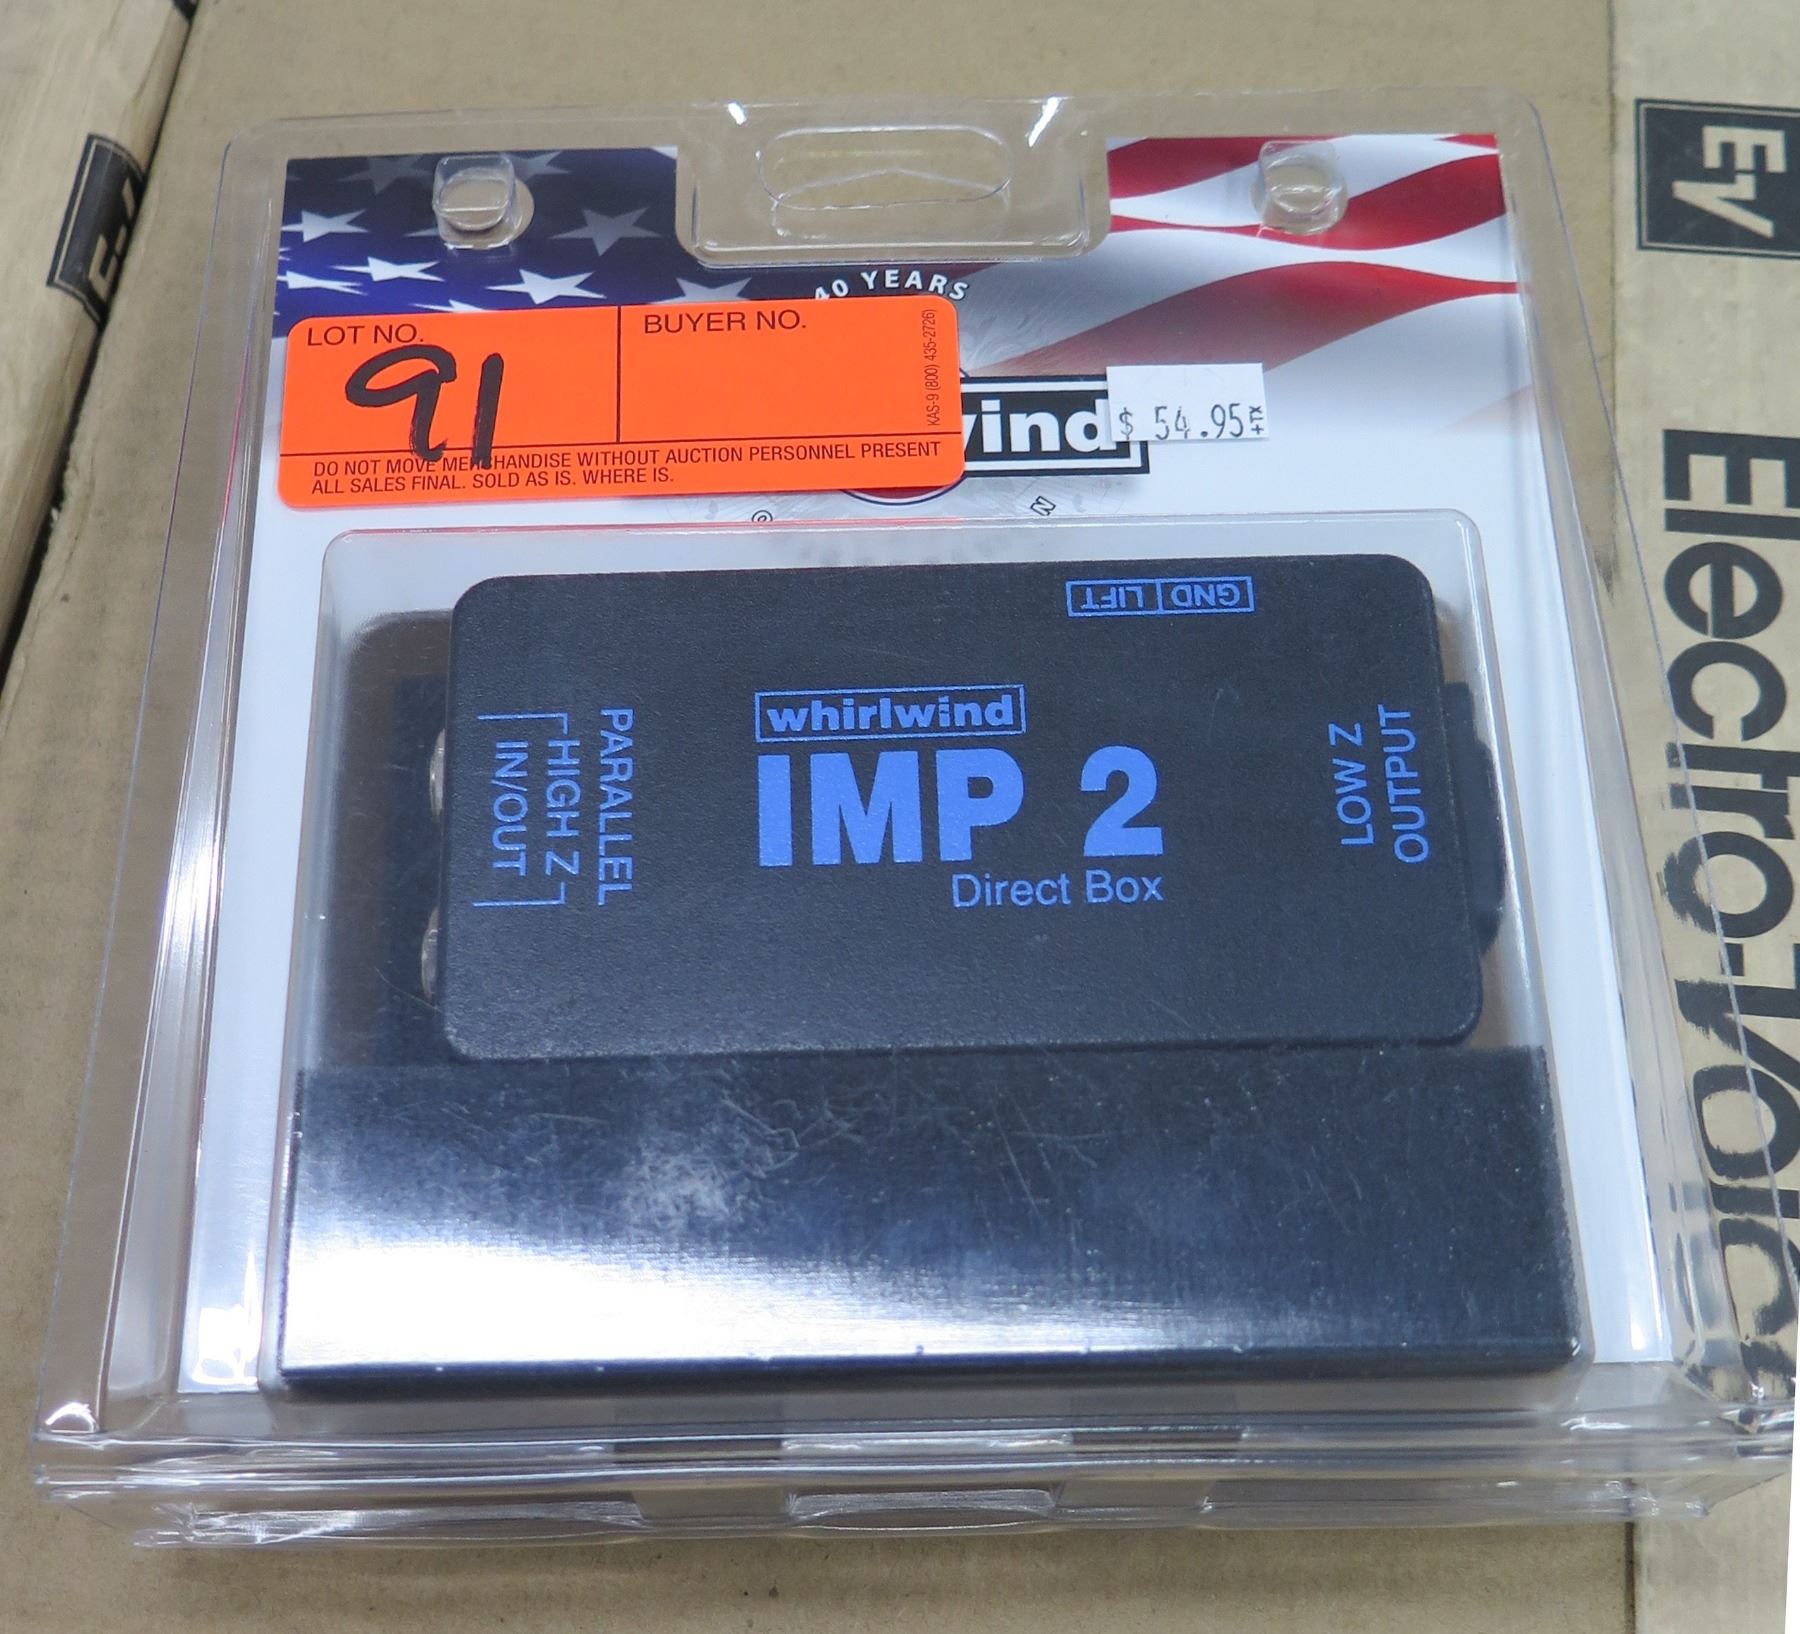 40 YEARS
LOT NO.
91
BUYER NO.
KAS-9 (800) 435-2726)
DO NOT MOVE MERCHANDISE WITHOUT AUCTION PERSONNEL PRESENT
ALL SALES FINAL. SOLD AS IS. WHERE IS.
wind
$ 54.95 +TX
®
N
GND LIFT
whirlwind
IMP 2
Direct Box
PARALLEL
HIGH Z
IN/OUT
LOW Z
OUTPUT
EV
Electro-Voice